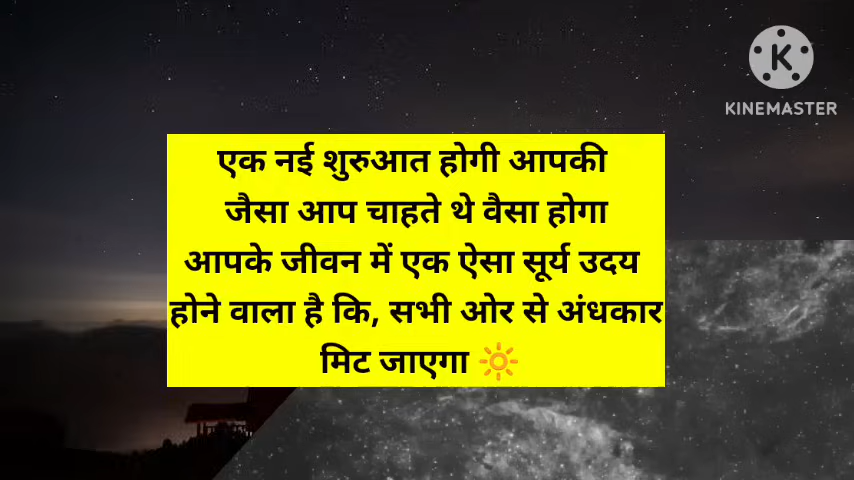 KINEMASTER
एक नई शुरुआत होगी आपकी
जैसा आप चाहते थे वैसा होगा
आपके जीवन में एक ऐसा सूर्य उदय
होने वाला है कि, सभी ओर से अंधकार
मिट जाएगा 🔆